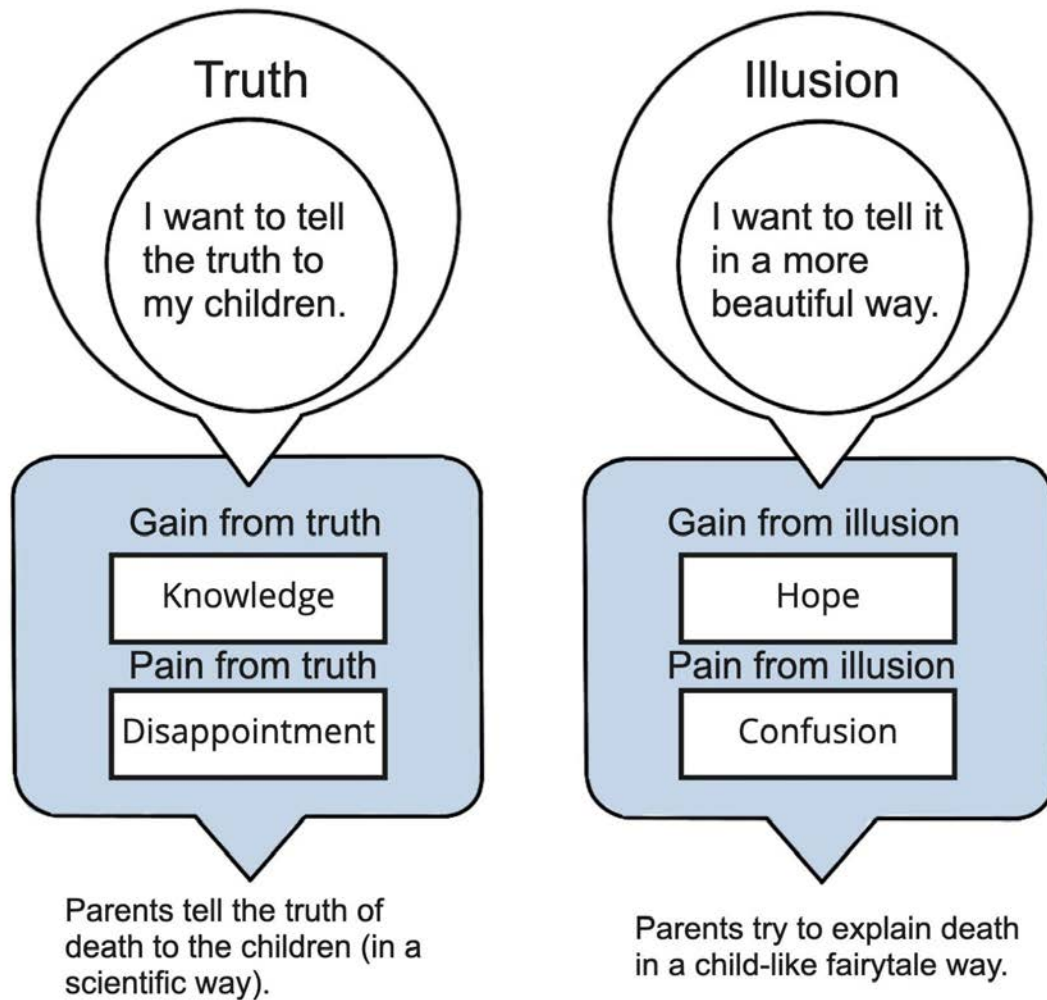 Truth
I want to tell
the truth to
my children.
Gain from truth
Knowledge
Pain from truth
Disappointment
Parents tell the truth of
death to the children (in a
scientific way).
Illusion
I want to tell it
in a more
beautiful way.
Gain from illusion
Hope
Pain from illusion
Confusion
Parents try to explain death
in a child-like fairytale way.